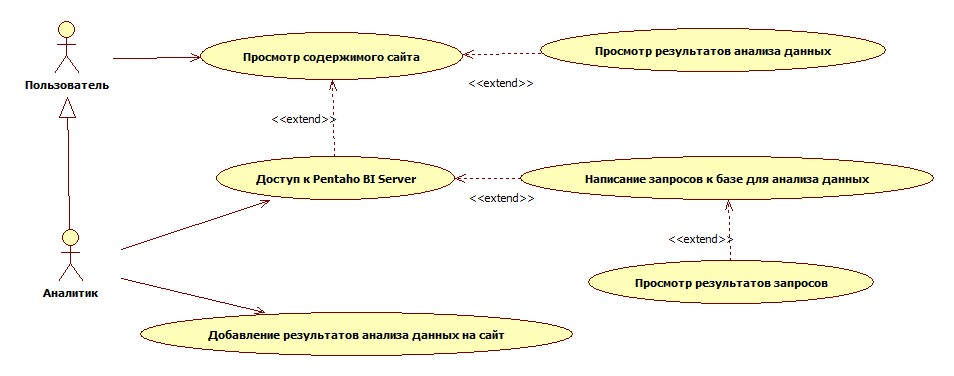 Пользователь
Просмотр содержимого сайта
Просмотр результатов анализа данных
<<extend>>
<<extend>>
Доступ к Pentaho BI Server
Написание запросов к базе для анализа данных
<<extend>>
<<extend>>
Аналитик
Просмотр результатов запросов
Добавление результатов анализа данных на сайт